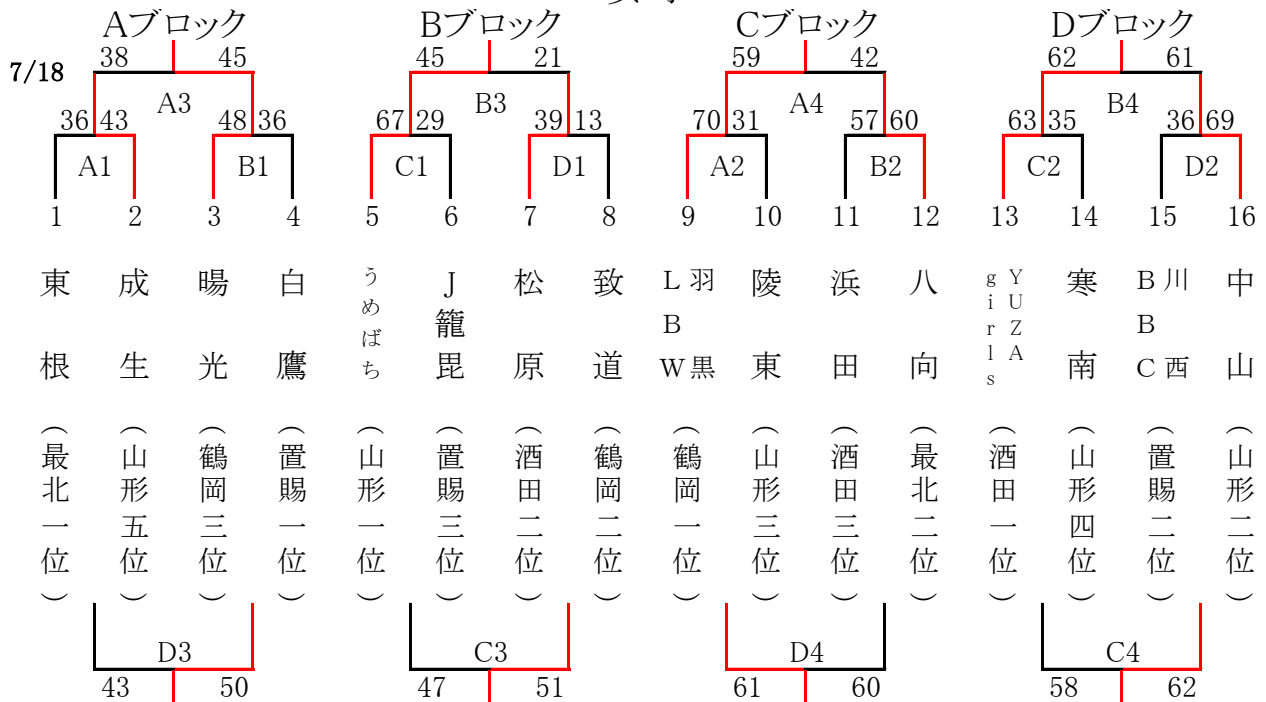 Aブロック Bブロック Cブロック Dブロック
7/18
38 45 45 21 59 42 62 61
A3 B3 A4 B4
36 43 48 36 67 29 39 13 70 31 57 60 63 35 36 69
A1 B1 C1 D1 A2 B2 C2 D2
1 2 3 4 5 6 7 8 9 10 11 12 13 14 15 16
東根(最北一位)
成生(山形五位)
暘光(鶴岡三位)
白鷹(置賜一位)
うめばち(山形一位)
J籠毘(置賜三位)
松原(酒田二位)
致道(鶴岡二位)
羽黒
LBW
(鶴岡一位)
陵東(山形三位)
浜田(酒田三位)
八向(最北二位)
YUZA
girls
(酒田一位)
寒南(山形四位)
川西
BBC
(置賜二位)
中山(山形二位)
D3 C3 D4 C4
43 50 47 51 61 60 58 62